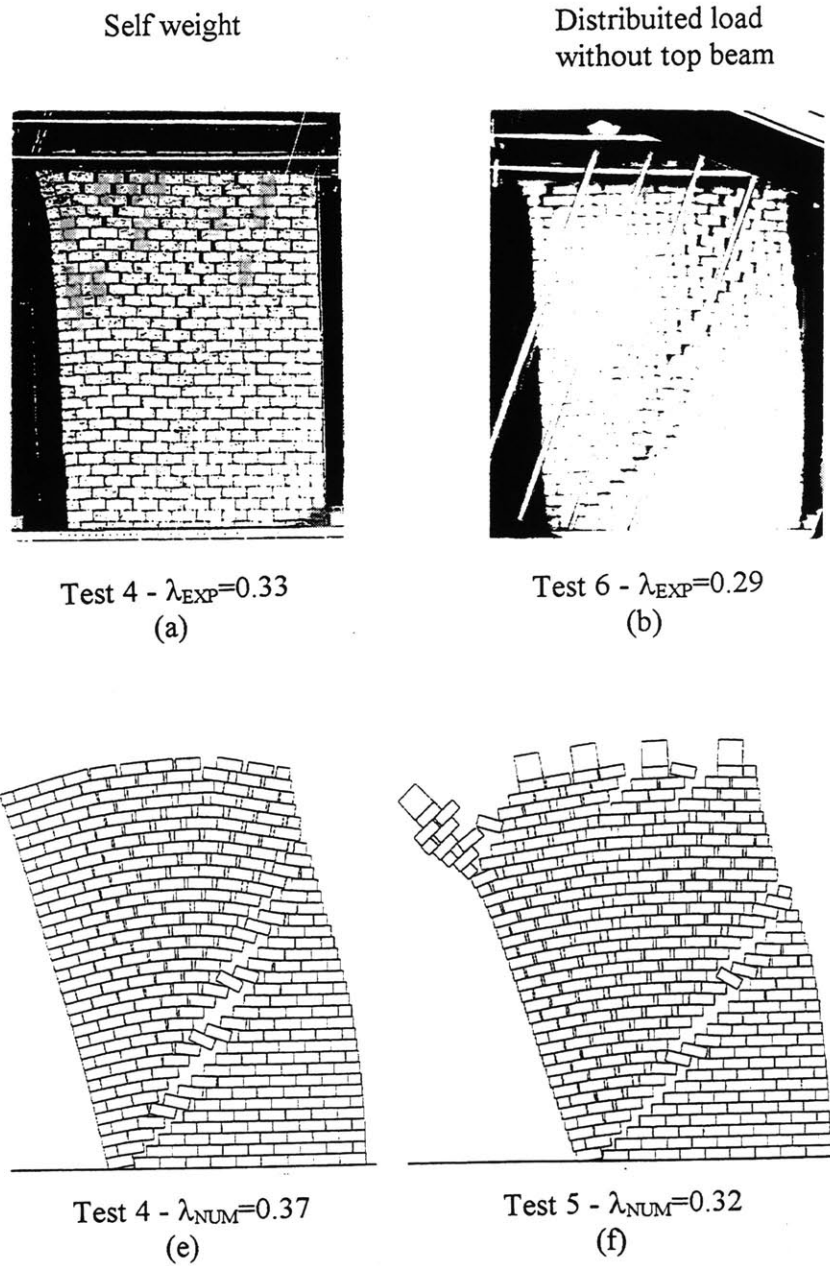 Self weight
Distribuited load
without top beam
Test 4 - λEXP=0.33
(a)
Test 6 - λEXP=0.29
(b)
Test 4 - λNUM=0.37
(e)
Test 5 - λNUM=0.32
(f)